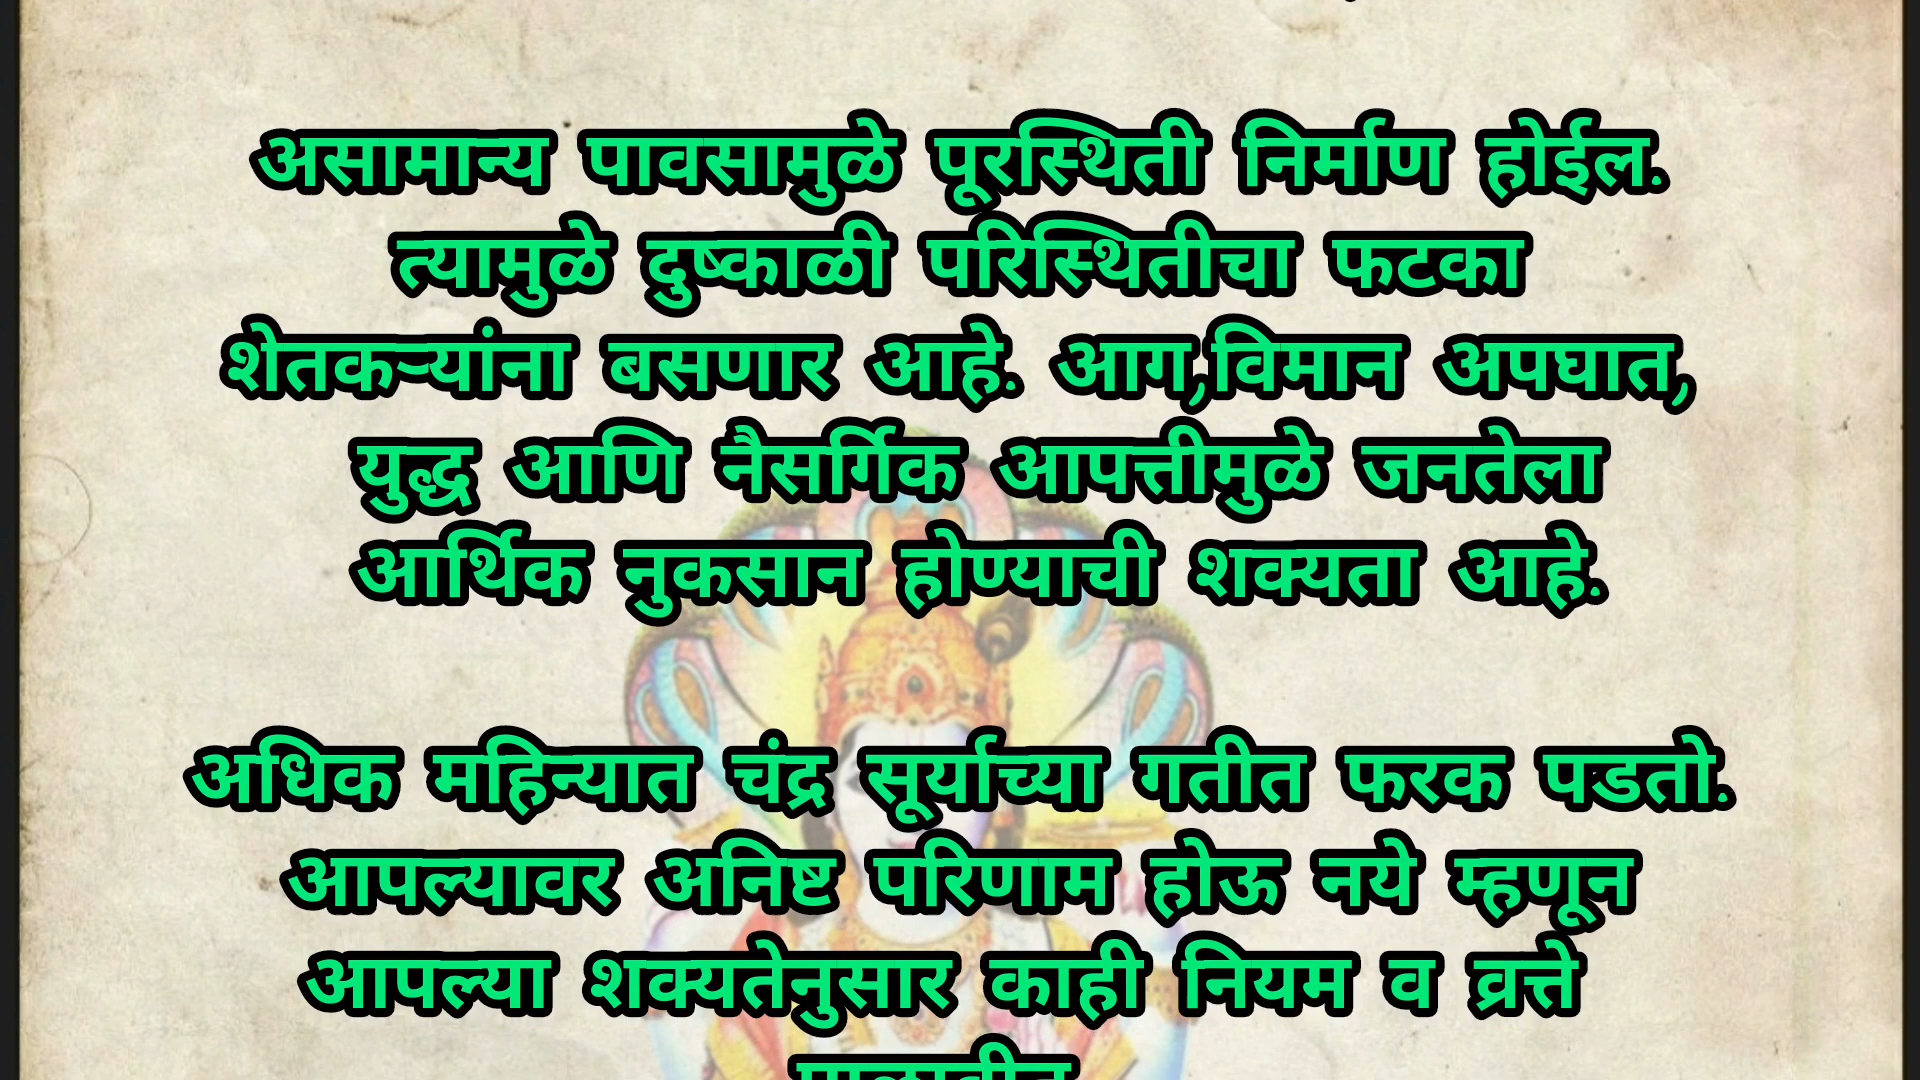 असामान्य पावसामुळे पूरस्थिती निर्माण होईल.
त्यामुळे दुष्काळी परिस्थितीचा फटका
शेतकऱ्यांना बसणार आहे. आग,विमान अपघात,
युद्ध आणि नैसर्गिक आपत्तीमुळे जनतेला
आर्थिक नुकसान होण्याची शक्यता आहे.
अधिक महिन्यात चंद्र सूर्याच्या गतीत फरक पडतो.
आपल्यावर अनिष्ट परिणाम होऊ नये म्हणून
आपल्या शक्यतेनुसार काही नियम व व्रत्ते